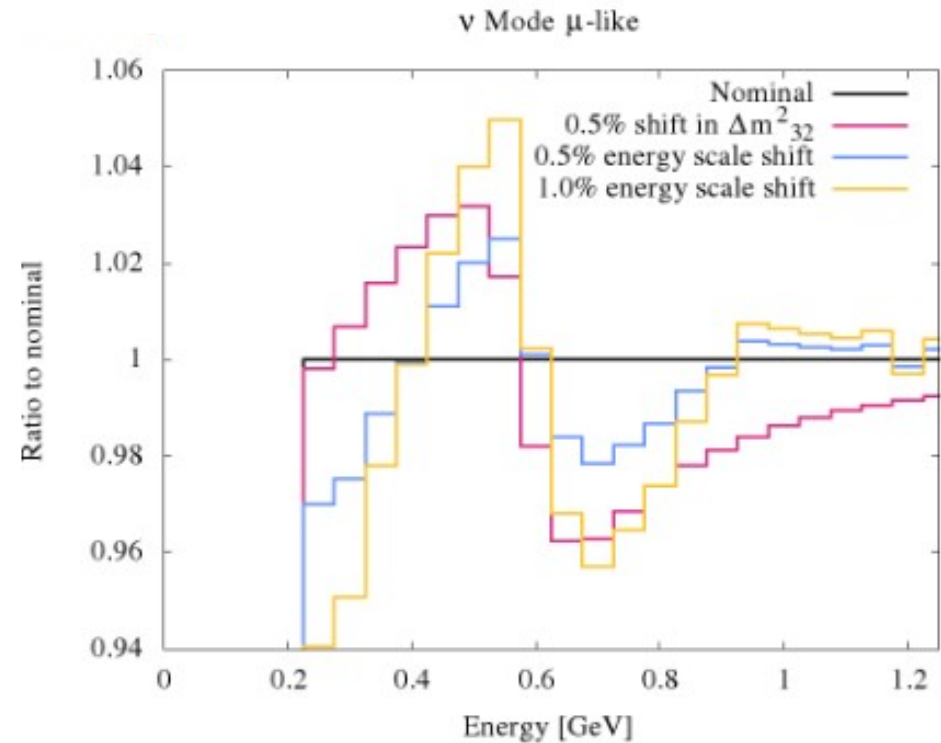 ν Mode μ-like
1.06
1.04
1.02
1
0.98
0.96
0.94
Ratio to nominal
Nominal
0.5% shift in Δm²₃₂
0.5% energy scale shift
1.0% energy scale shift
0 0.2 0.4 0.6 0.8 1 1.2
Energy [GeV]